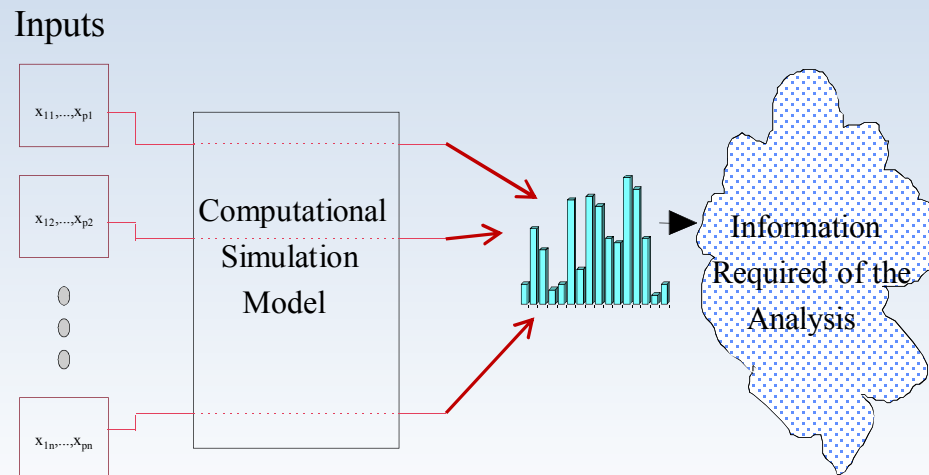 Inputs
x₁₁,...,xₚ₁
x₁₂,...,xₚ₂
x₁ₙ,...,xₚₙ
Computational
Simulation
Model
Information
Required of the
Analysis